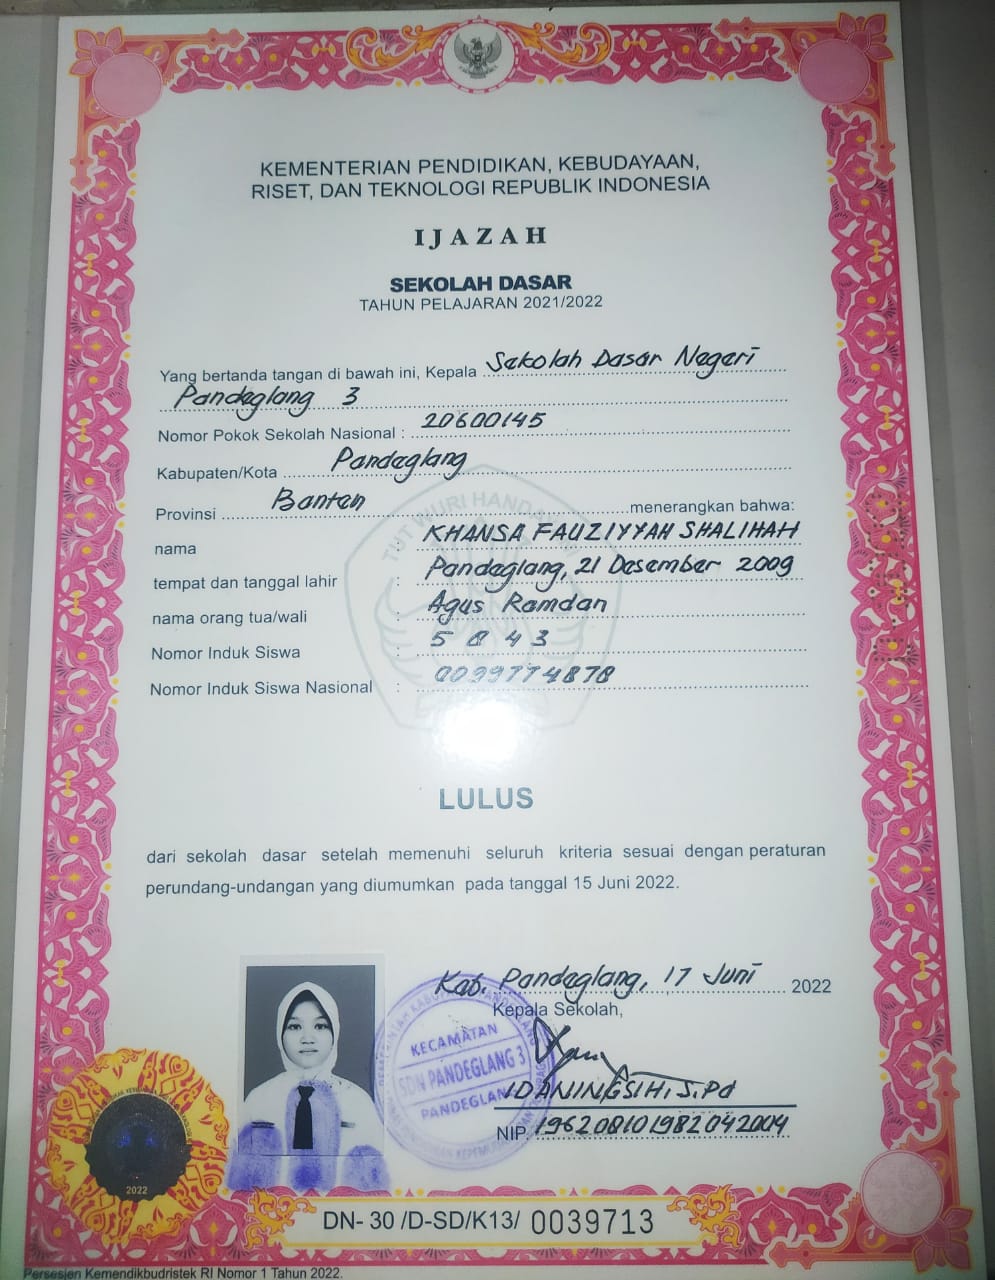 KEMENTERIAN PENDIDIKAN, KEBUDAYAAN,
RISET, DAN TEKNOLOGI REPUBLIK INDONESIA
IJAZAH
SEKOLAH DASAR
TAHUN PELAJARAN 2021/2022
Yang bertanda tangan di bawah ini, Kepala Sekolah Dasar Negeri
Pandeglang 3
Nomor Pokok Sekolah Nasional : 20600145
Kabupaten/Kota Pandeglang
Provinsi Banten menerangkan bahwa:
nama : KHANSA FAUZIYYAH SHALIHAH
tempat dan tanggal lahir : Pandeglang, 21 Desember 2009
nama orang tua/wali : Agus Ramdan
Nomor Induk Siswa :
Nomor Induk Siswa Nasional : 0099774878
TUT WURI HANDAYANI
LULUS
dari sekolah dasar setelah memenuhi seluruh kriteria sesuai dengan peraturan
perundang-undangan yang diumumkan pada tanggal 15 Juni 2022.
Kab. Pandeglang, 17 Juni 2022
Kepala Sekolah,
KECAMATAN
SDN PANDEGLANG 3
PANDEGLANG
IDANINGSIH, S.Pd
NIP. 196208101982042004
2022
DN- 30 /D-SD/K13/ 0039713
Persesjen Kemendikbudristek RI Nomor 1 Tahun 2022.